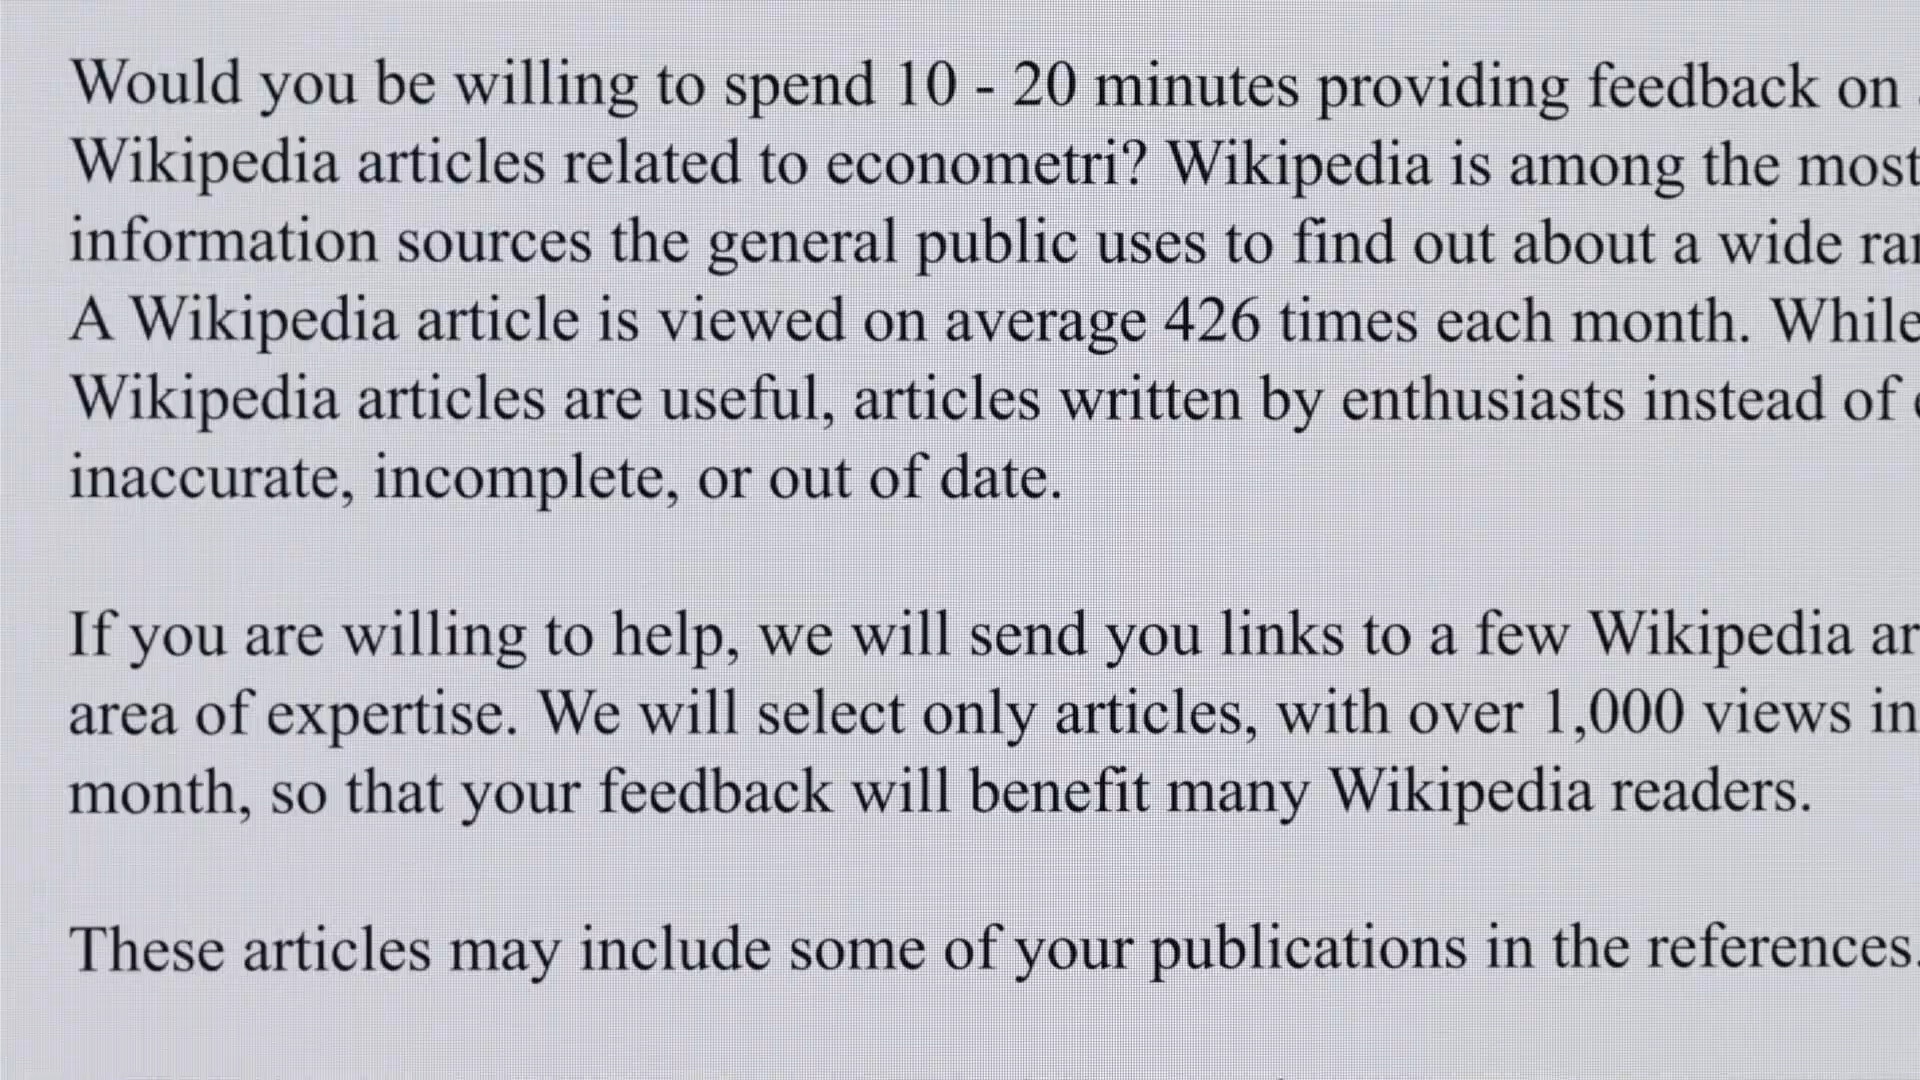 Would you be willing to spend 10 - 20 minutes providing feedback on
Wikipedia articles related to econometri? Wikipedia is among the most
information sources the general public uses to find out about a wide
A Wikipedia article is viewed on average 426 times each month. While
Wikipedia articles are useful, articles written by enthusiasts instead of
inaccurate, incomplete, or out of date.
If you are willing to help, we will send you links to a few Wikipedia
area of expertise. We will select only articles, with over 1,000 views in
month, so that your feedback will benefit many Wikipedia readers.
These articles may include some of your publications in the references.